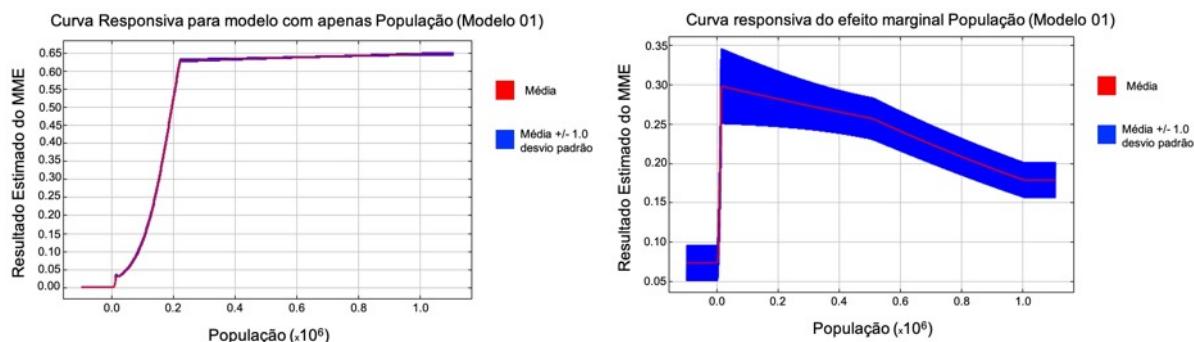 Curva Responsiva para modelo com apenas População (Modelo 01)
0.65
0.60
0.55
0.50
0.45
0.40
0.35
0.30
0.25
0.20
0.15
0.10
0.05
0.00
Resultado Estimado do MME
0.0
0.2
0.4
0.6
0.8
1.0
População (x10⁶)
Média
Média +/- 1.0
desvio padrão
Curva responsiva do efeito marginal População (Modelo 01)
0.35
0.30
0.25
0.20
0.15
0.10
0.05
Resultado Estimado do MME
0.0
0.2
0.4
0.6
0.8
1.0
População (x10⁶)
Média
Média +/- 1.0
desvio padrão